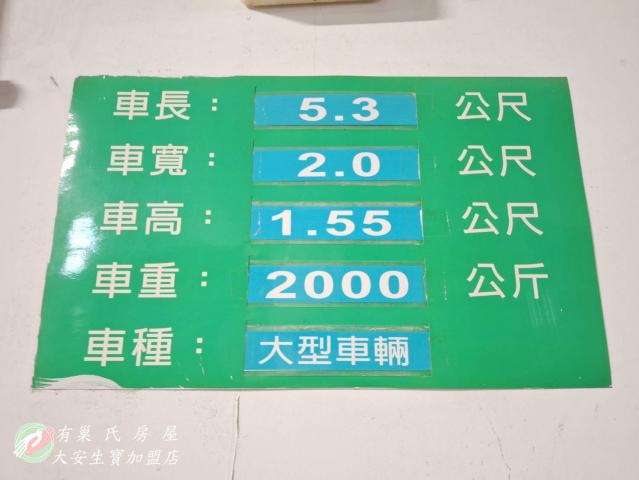 車長： 5.3 公尺
車寬： 2.0 公尺
車高： 1.55 公尺
車重： 2000 公斤
車種： 大型車輛
有巢氏房屋
大安生寶加盟店